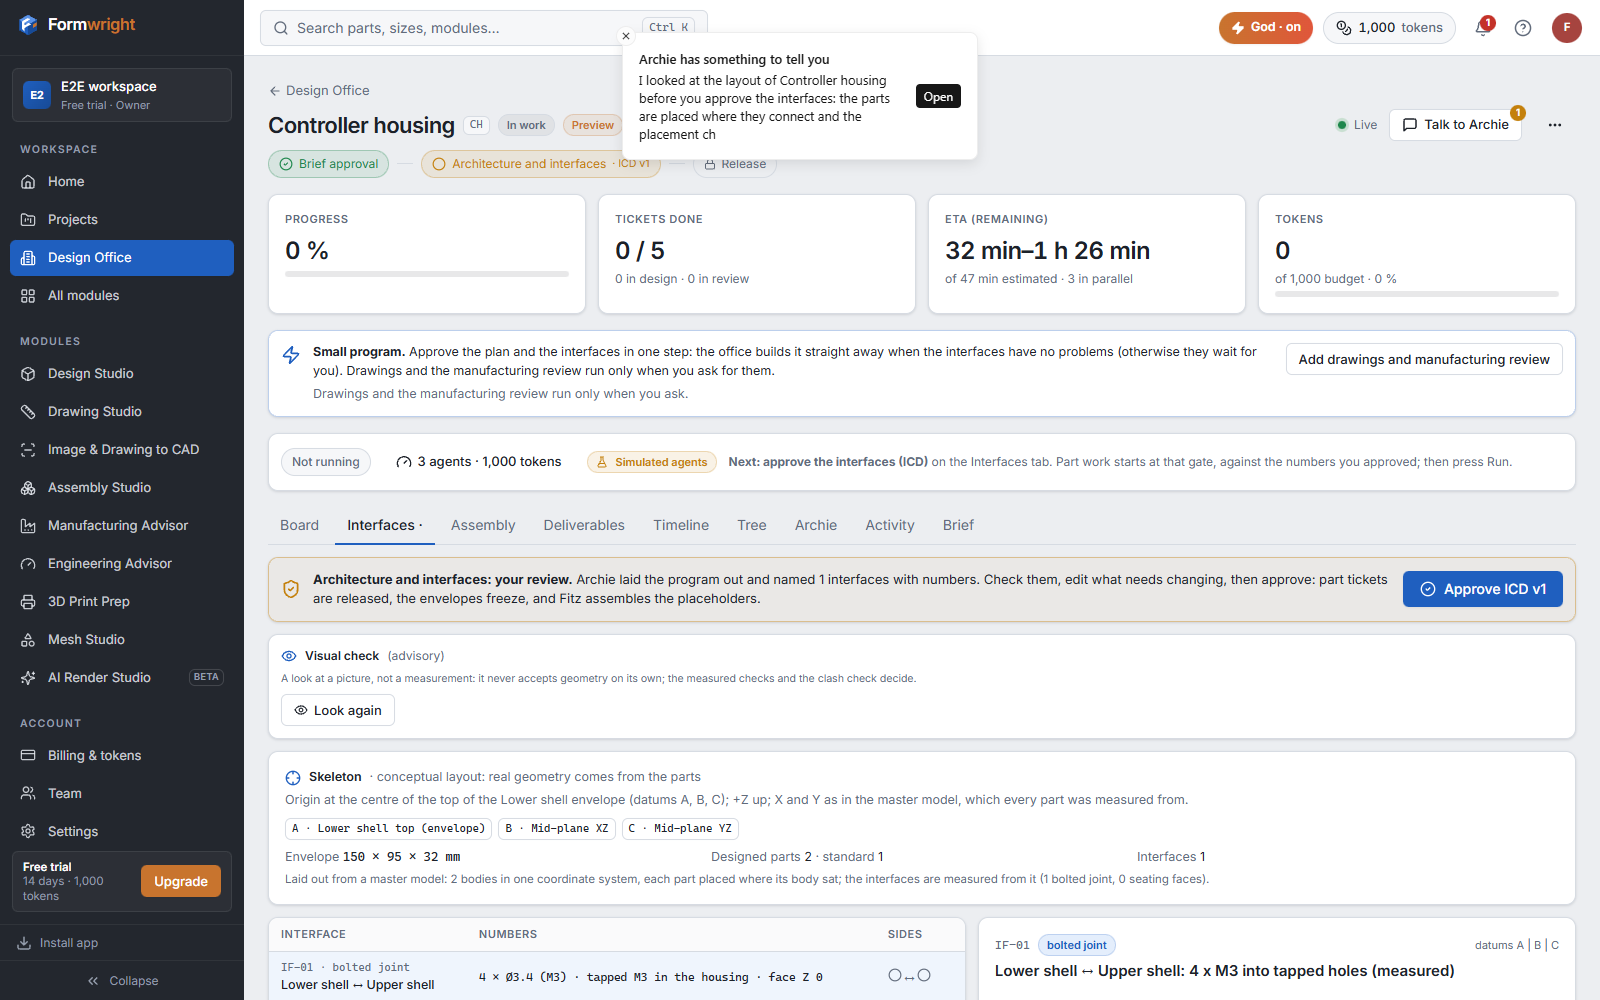 Formwright
Search parts, sizes, modules...
Ctrl K
God · on
1,000 tokens
1
F
E2
E2E workspace
Free trial · Owner
WORKSPACE
Home
Projects
Design Office
All modules
MODULES
Design Studio
Drawing Studio
Image & Drawing to CAD
Assembly Studio
Manufacturing Advisor
Engineering Advisor
3D Print Prep
Mesh Studio
AI Render Studio
BETA
ACCOUNT
Billing & tokens
Team
Settings
Free trial
14 days · 1,000
tokens
Upgrade
Install app
Collapse
Archie has something to tell you
I looked at the layout of Controller housing
before you approve the interfaces: the parts
are placed where they connect and the
placement ch
Open
Design Office
Controller housing
CH
In work
Preview
Live
Talk to Archie
1
Brief approval
Architecture and interfaces · ICD v1
Release
PROGRESS
0 %
TICKETS DONE
0 / 5
0 in design · 0 in review
ETA (REMAINING)
32 min–1 h 26 min
of 47 min estimated · 3 in parallel
TOKENS
0
of 1,000 budget · 0 %
Small program. Approve the plan and the interfaces in one step: the office builds it straight away when the interfaces have no problems (otherwise they wait for
you). Drawings and the manufacturing review run only when you ask for them.
Drawings and the manufacturing review run only when you ask.
Add drawings and manufacturing review
Not running
3 agents · 1,000 tokens
Simulated agents
Next: approve the interfaces (ICD) on the Interfaces tab. Part work starts at that gate, against the numbers you approved; then press Run.
Board
Interfaces ·
Assembly
Deliverables
Timeline
Tree
Archie
Activity
Brief
Architecture and interfaces: your review. Archie laid the program out and named 1 interfaces with numbers. Check them, edit what needs changing, then approve: part tickets
are released, the envelopes freeze, and Fitz assembles the placeholders.
Approve ICD v1
Visual check (advisory)
A look at a picture, not a measurement: it never accepts geometry on its own; the measured checks and the clash check decide.
Look again
Skeleton · conceptual layout: real geometry comes from the parts
Origin at the centre of the top of the Lower shell envelope (datums A, B, C); +Z up; X and Y as in the master model, which every part was measured from.
A · Lower shell top (envelope)
B · Mid-plane XZ
C · Mid-plane YZ
Envelope 150 × 95 × 32 mm
Designed parts 2 · standard 1
Interfaces 1
Laid out from a master model: 2 bodies in one coordinate system, each part placed where its body sat; the interfaces are measured from it (1 bolted joint, 0 seating faces).
INTERFACE
NUMBERS
SIDES
IF-01 · bolted joint
Lower shell ↔ Upper shell
4 × Ø3.4 (M3) · tapped M3 in the housing · face Z 0
IF-01
bolted joint
datums A | B | C
Lower shell ↔ Upper shell: 4 x M3 into tapped holes (measured)